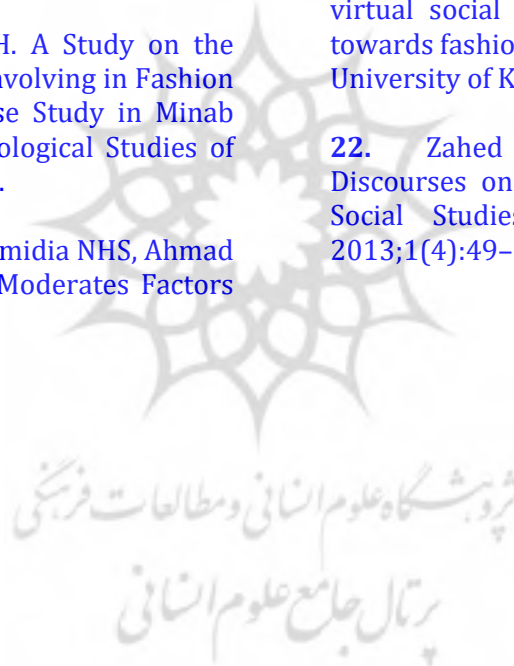 H. A Study on the
nvolving in Fashion
se Study in Minab
ological Studies of
.
midia NHS, Ahmad
Moderates Factors
virtual social
towards fashio
University of K
22. Zahed
Discourses on
Social Studies
2013;1(4):49–
پژوهشگاه علوم انسانی و مطالعات فرهنگی
پرتال جامع علوم انسانی